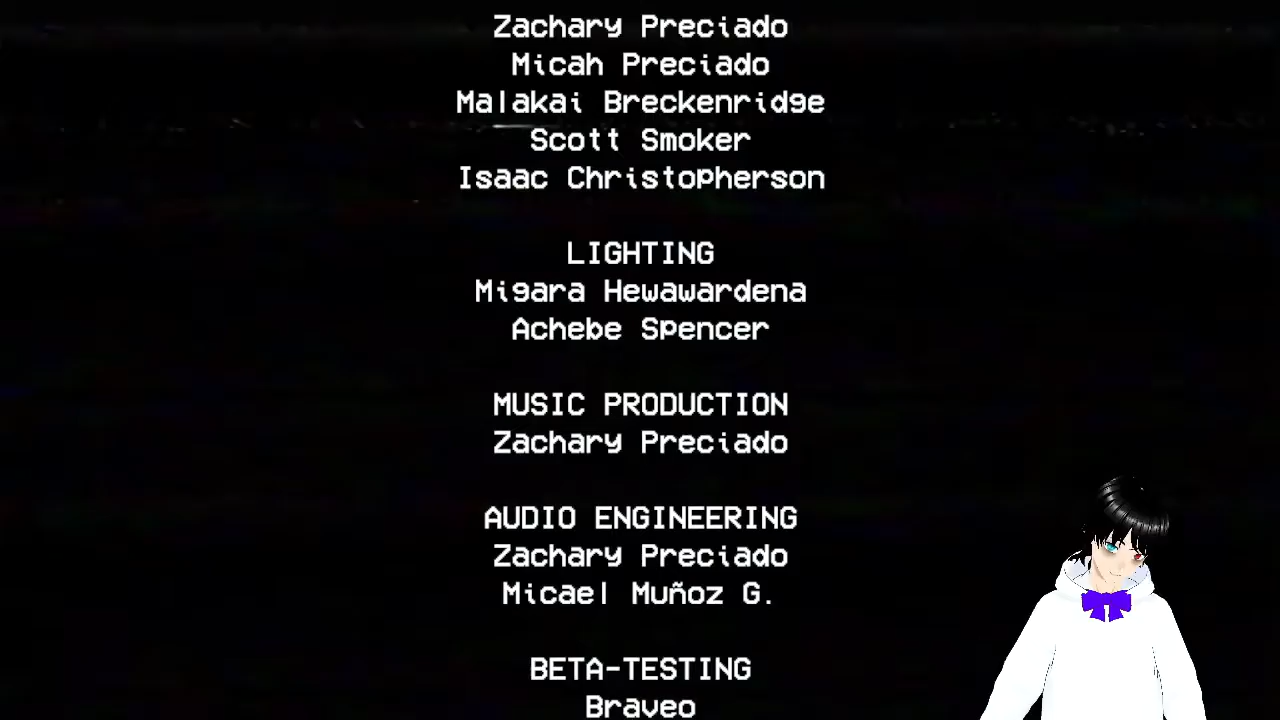 Zachary Preciado
Micah Preciado
Malakai Breckenridge
Scott Smoker
Isaac Christopherson
LIGHTING
Migara Hewawardena
Achebe Spencer
MUSIC PRODUCTION
Zachary Preciado
AUDIO ENGINEERING
Zachary Preciado
Micael Muñoz G.
BETA-TESTING
Braveo